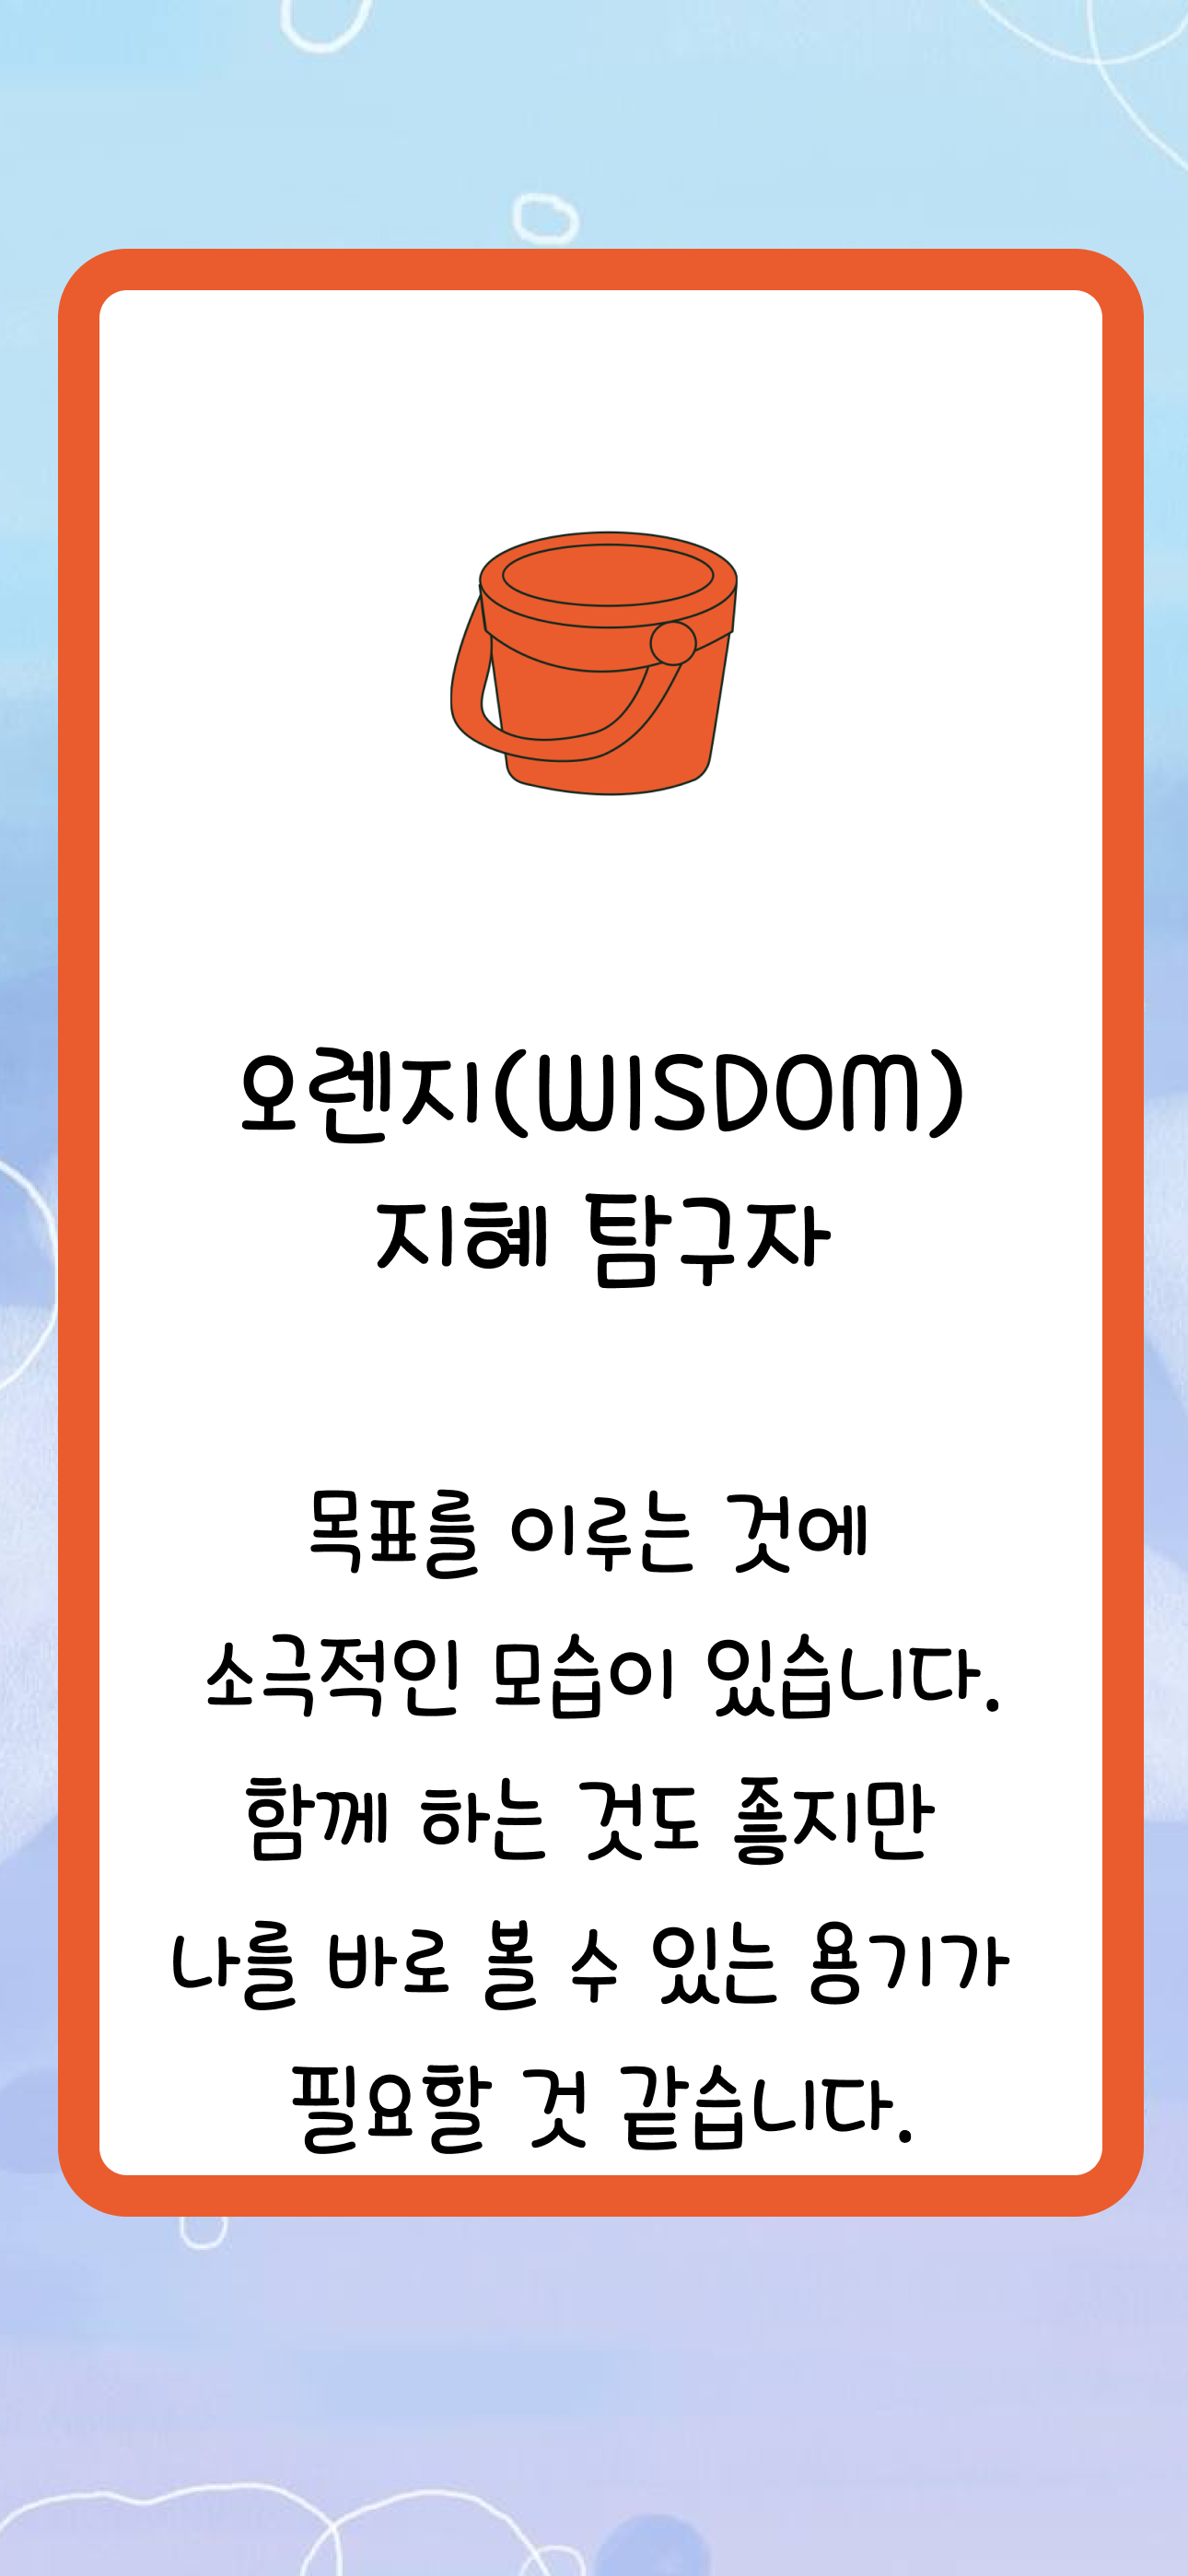 오렌지(WISDOM)
지혜 탐구자
목표를 이루는 것에
소극적인 모습이 있습니다.
함께 하는 것도 좋지만
나를 바로 볼 수 있는 용기가
필요할 것 같습니다.